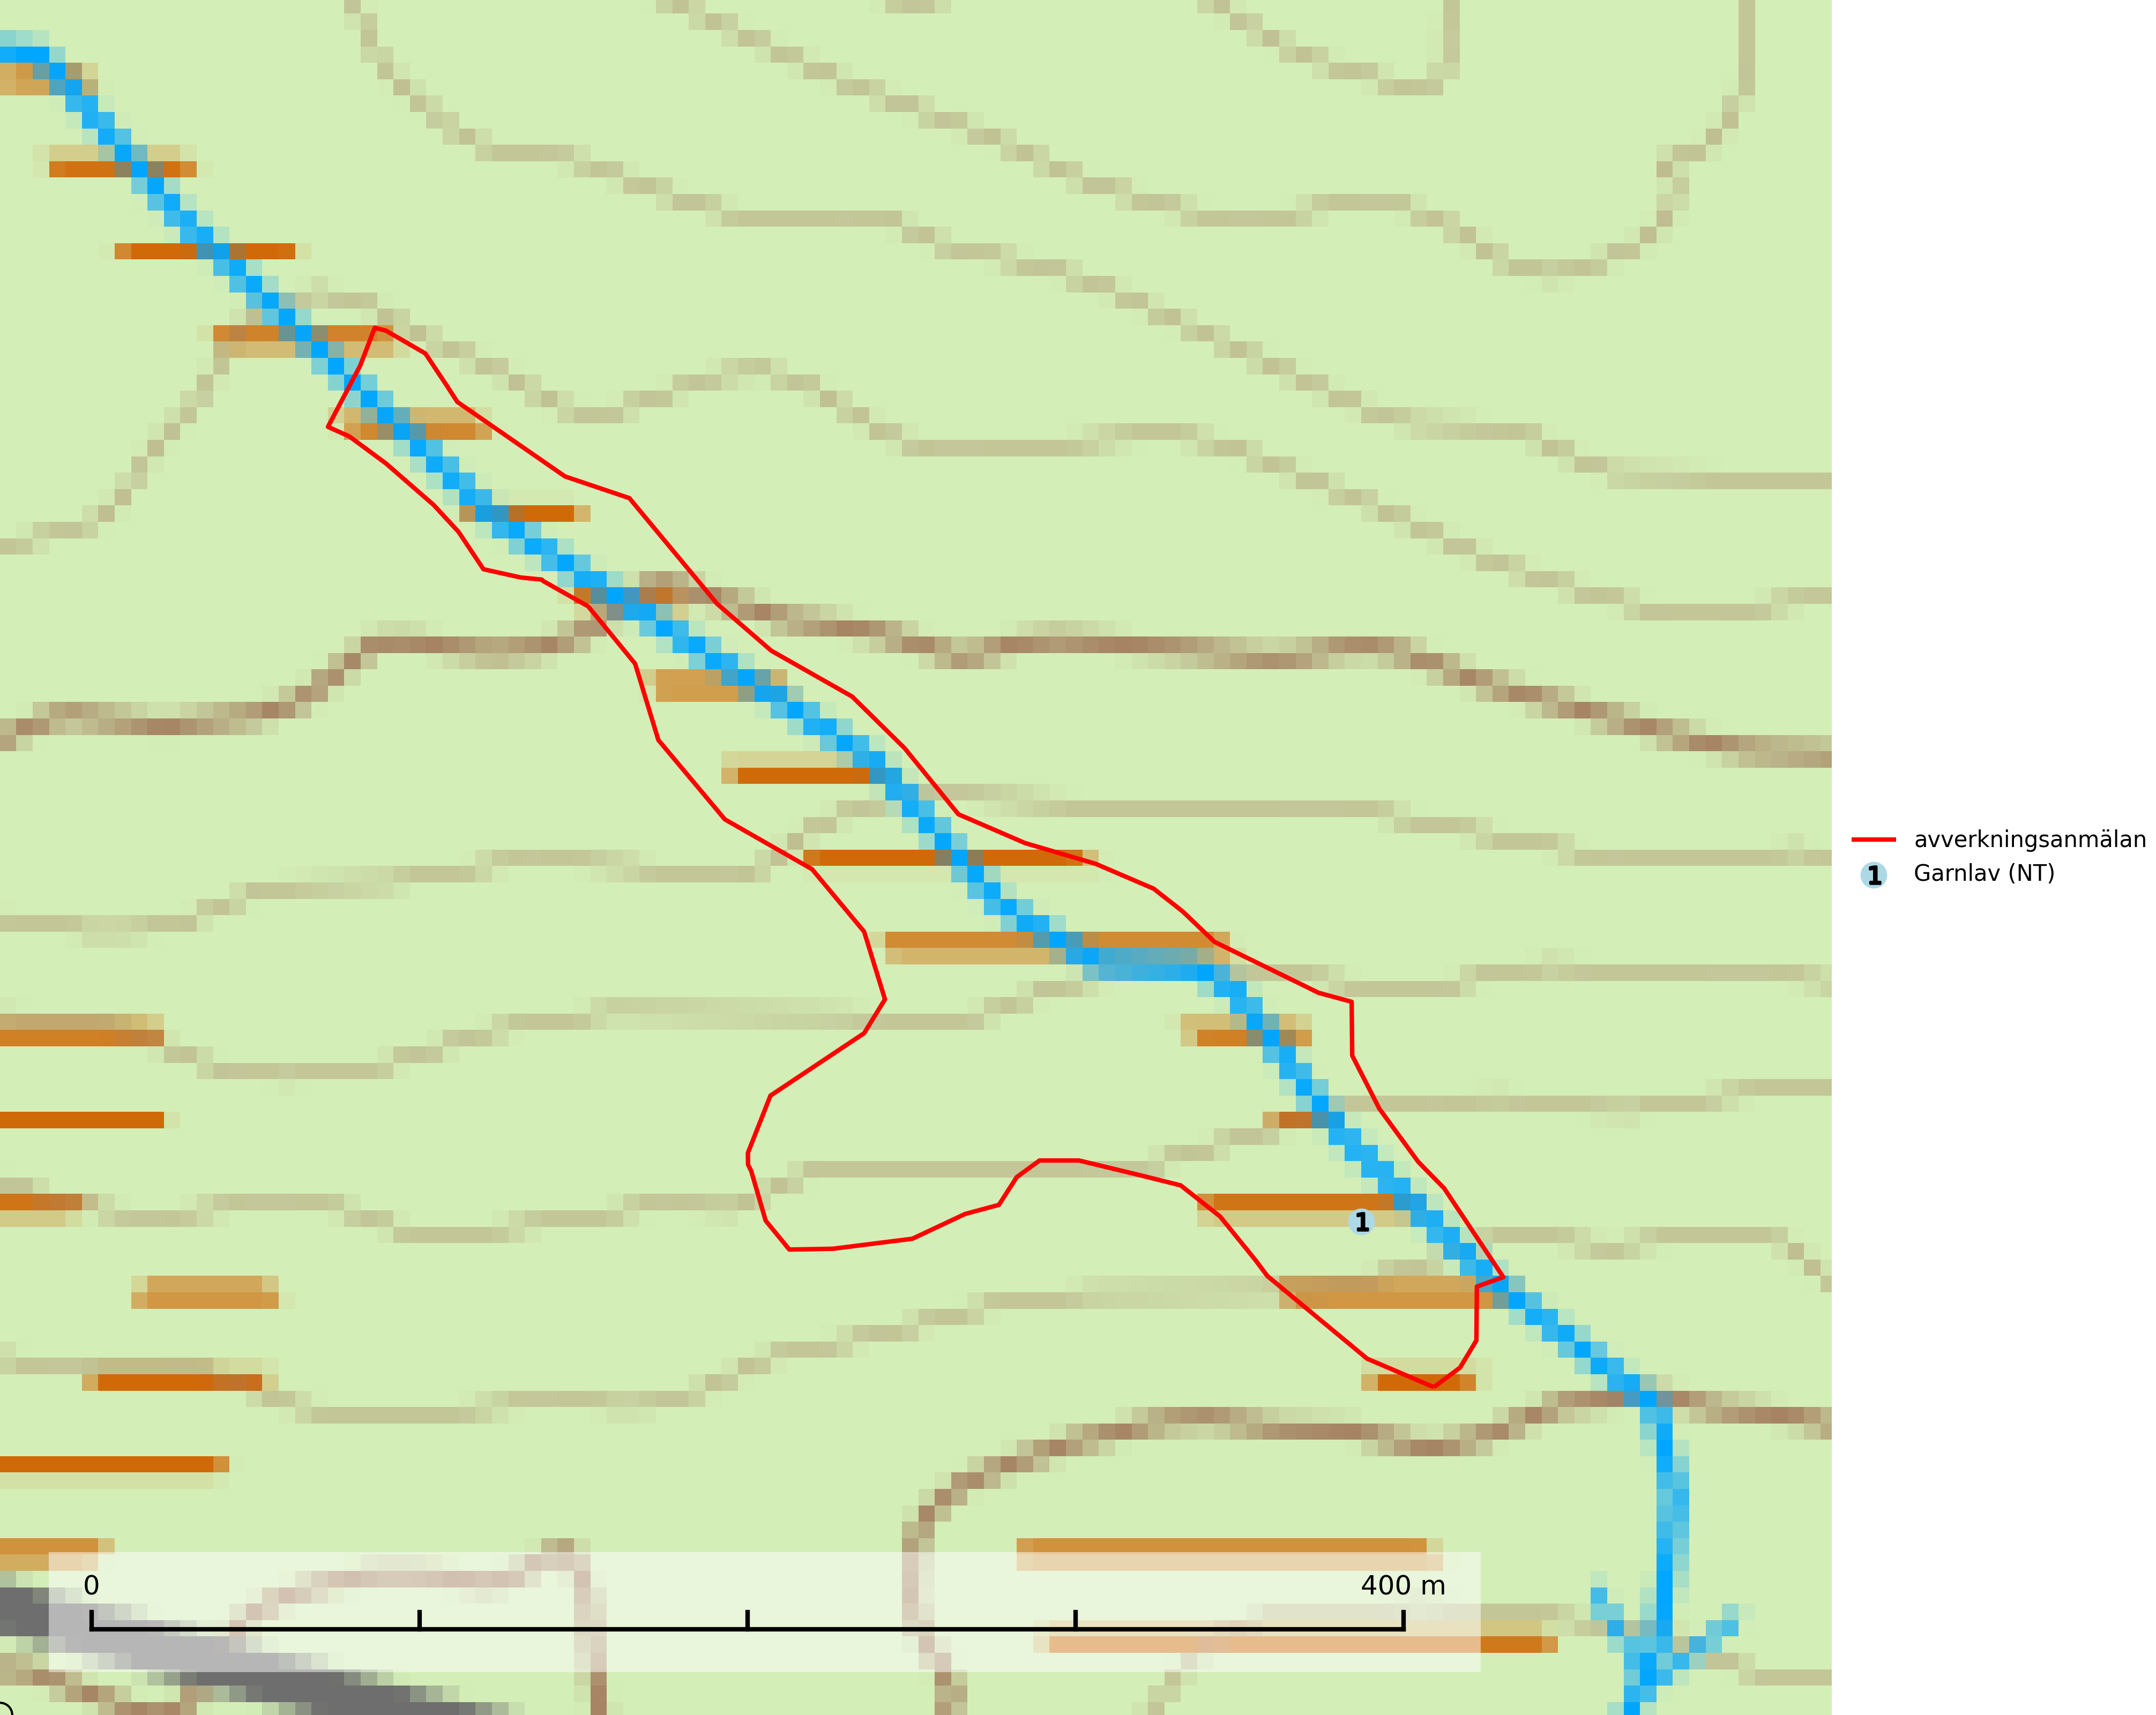 avverkningsanmälan
1 Garnlav (NT)
1
0 400 m